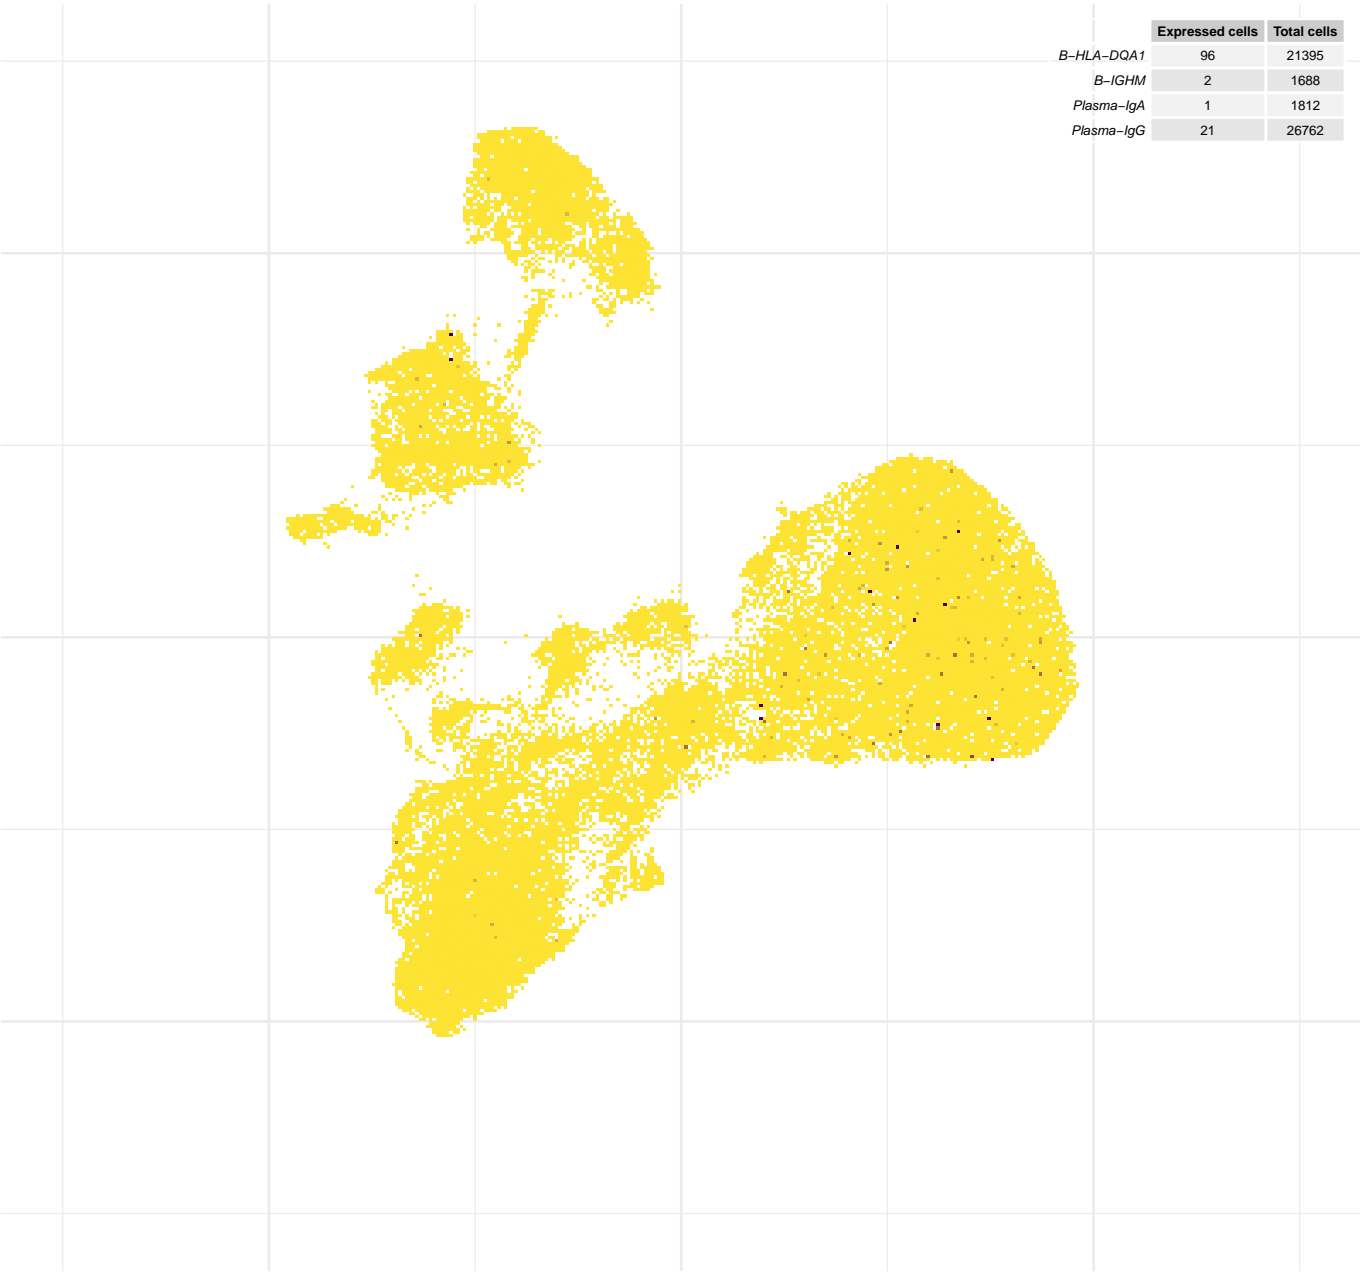 Expressed cells Total cells
B−HLA−DQA1 96 21395
B−IGHM 2 1688
Plasma−IgA 1 1812
Plasma−IgG 21 26762